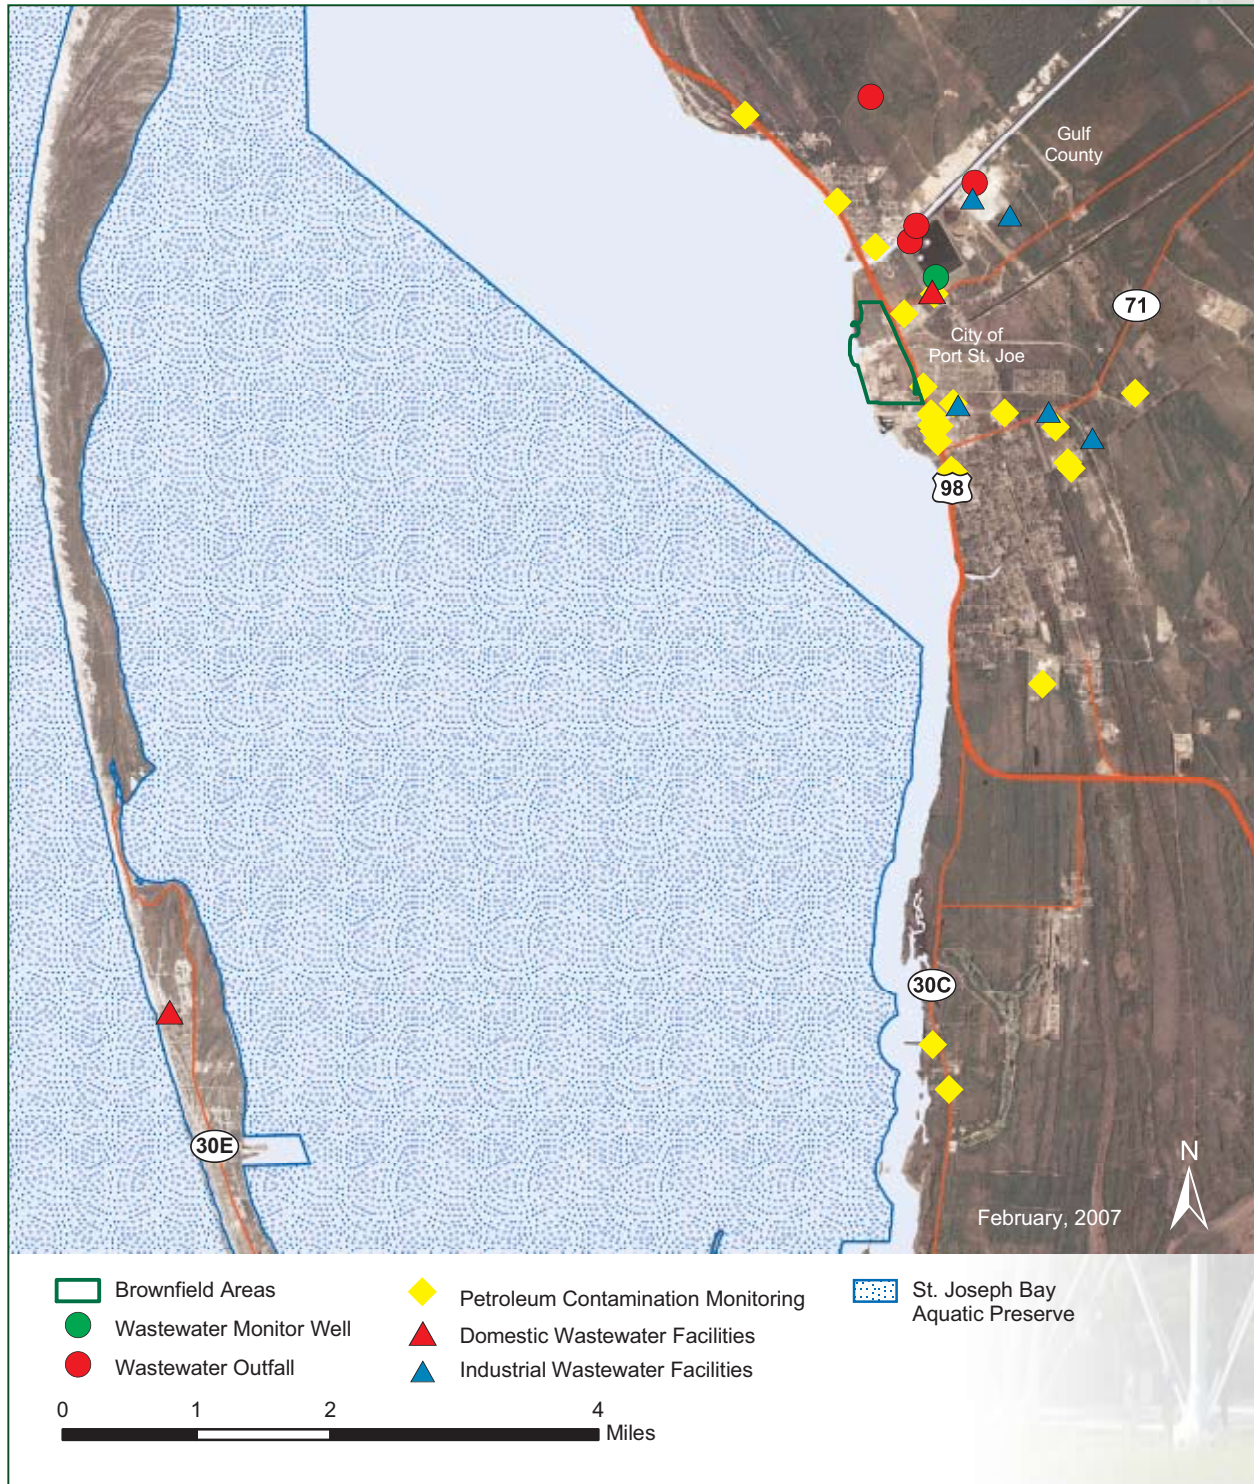 Gulf
County
71
City of
Port St. Joe
98
30C
30E
N
February, 2007
Brownfield Areas
Wastewater Monitor Well
Wastewater Outfall
Petroleum Contamination Monitoring
Domestic Wastewater Facilities
Industrial Wastewater Facilities
St. Joseph Bay
Aquatic Preserve
0 1 2 4
Miles